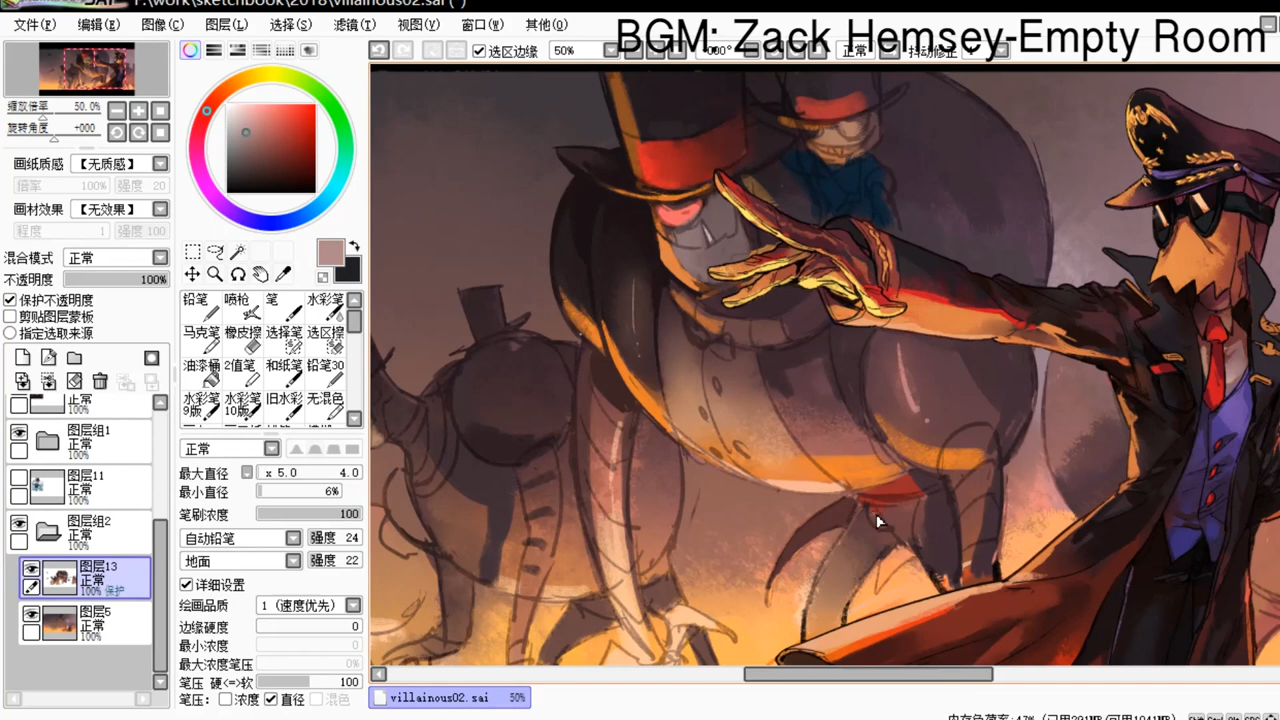 F:\work\sketchbook\2018\villainous02.sai (*)
文件(F) 编辑(E) 图像(C) 图层(L) 选择(S) 滤镜(T) 视图(V) 窗口(W) 其他(O)
BGM: Zack Hemsey-Empty Room
选区边缘 50% 正常 抖动修正
缩放倍率 50.0%
旋转角度 +000
画纸质感 【无质感】
倍率 100% 强度 20
画材效果 【无效果】
程度 1 强度 100
混合模式 正常
不透明度 100%
保护不透明度
剪贴图层蒙板
指定选取来源
正常
100%
图层组1
正常
100%
图层11
正常
100%
图层组2
正常
100%
图层13
正常
100% 保护
图层5
正常
100%
铅笔 喷枪 笔 水彩笔
马克笔 橡皮擦 选择笔 选区擦
油漆桶 2值笔 和纸笔 铅笔30
水彩笔9版 水彩笔10版 旧水彩 无混色
正常
最大直径 x 5.0 4.0
最小直径 6%
笔刷浓度 100
自动铅笔 强度 24
地面 强度 22
详细设置
绘画品质 1 (速度优先)
边缘硬度 0
最小浓度 0
最大浓度笔压 0%
笔压 硬<=>软 100
笔压: 浓度 直径 混色
villainous02.sai 50%